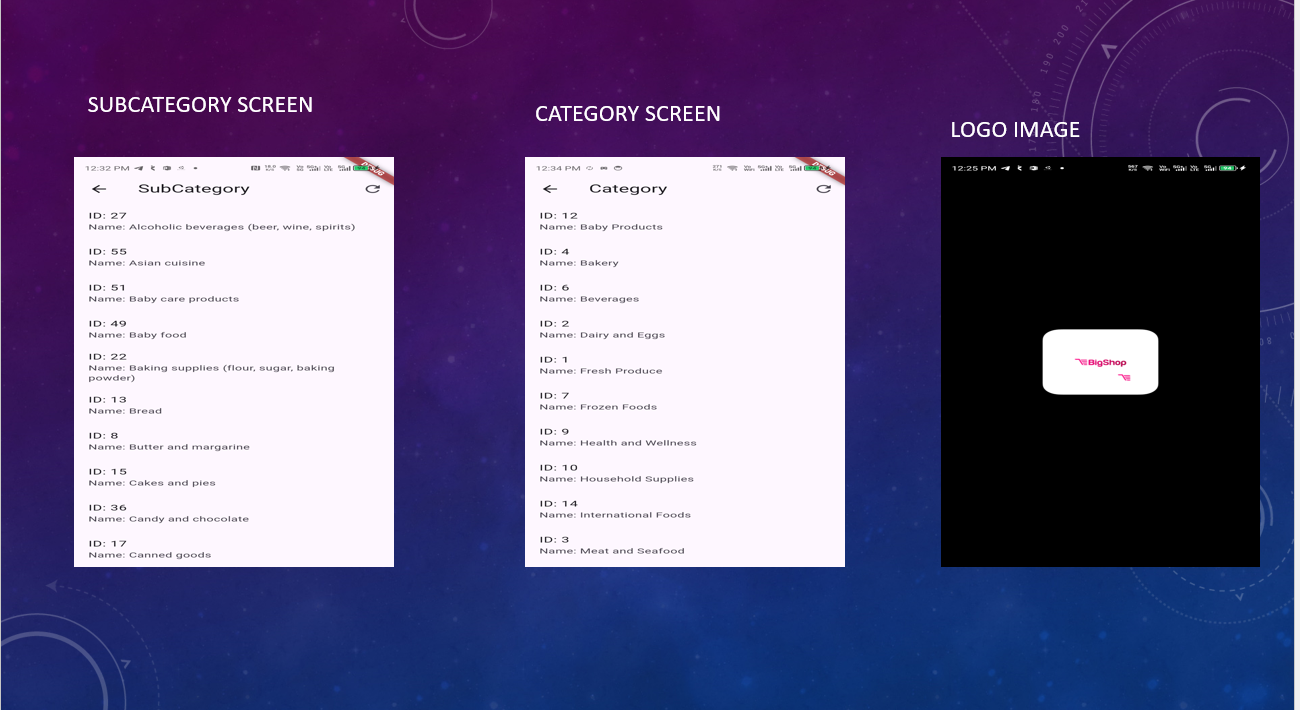 SUBCATEGORY SCREEN
12:32 PM
SubCategory
ID: 27
Name: Alcoholic beverages (beer, wine, spirits)
ID: 55
Name: Asian cuisine
ID: 51
Name: Baby care products
ID: 49
Name: Baby food
ID: 22
Name: Baking supplies (flour, sugar, baking
powder)
ID: 13
Name: Bread
ID: 8
Name: Butter and margarine
ID: 15
Name: Cakes and pies
ID: 36
Name: Candy and chocolate
ID: 17
Name: Canned goods
CATEGORY SCREEN
12:34 PM
Category
ID: 12
Name: Baby Products
ID: 4
Name: Bakery
ID: 6
Name: Beverages
ID: 2
Name: Dairy and Eggs
ID: 1
Name: Fresh Produce
ID: 7
Name: Frozen Foods
ID: 9
Name: Health and Wellness
ID: 10
Name: Household Supplies
ID: 14
Name: International Foods
ID: 3
Name: Meat and Seafood
LOGO IMAGE
12:25 PM
BigShop
180 190 200 21